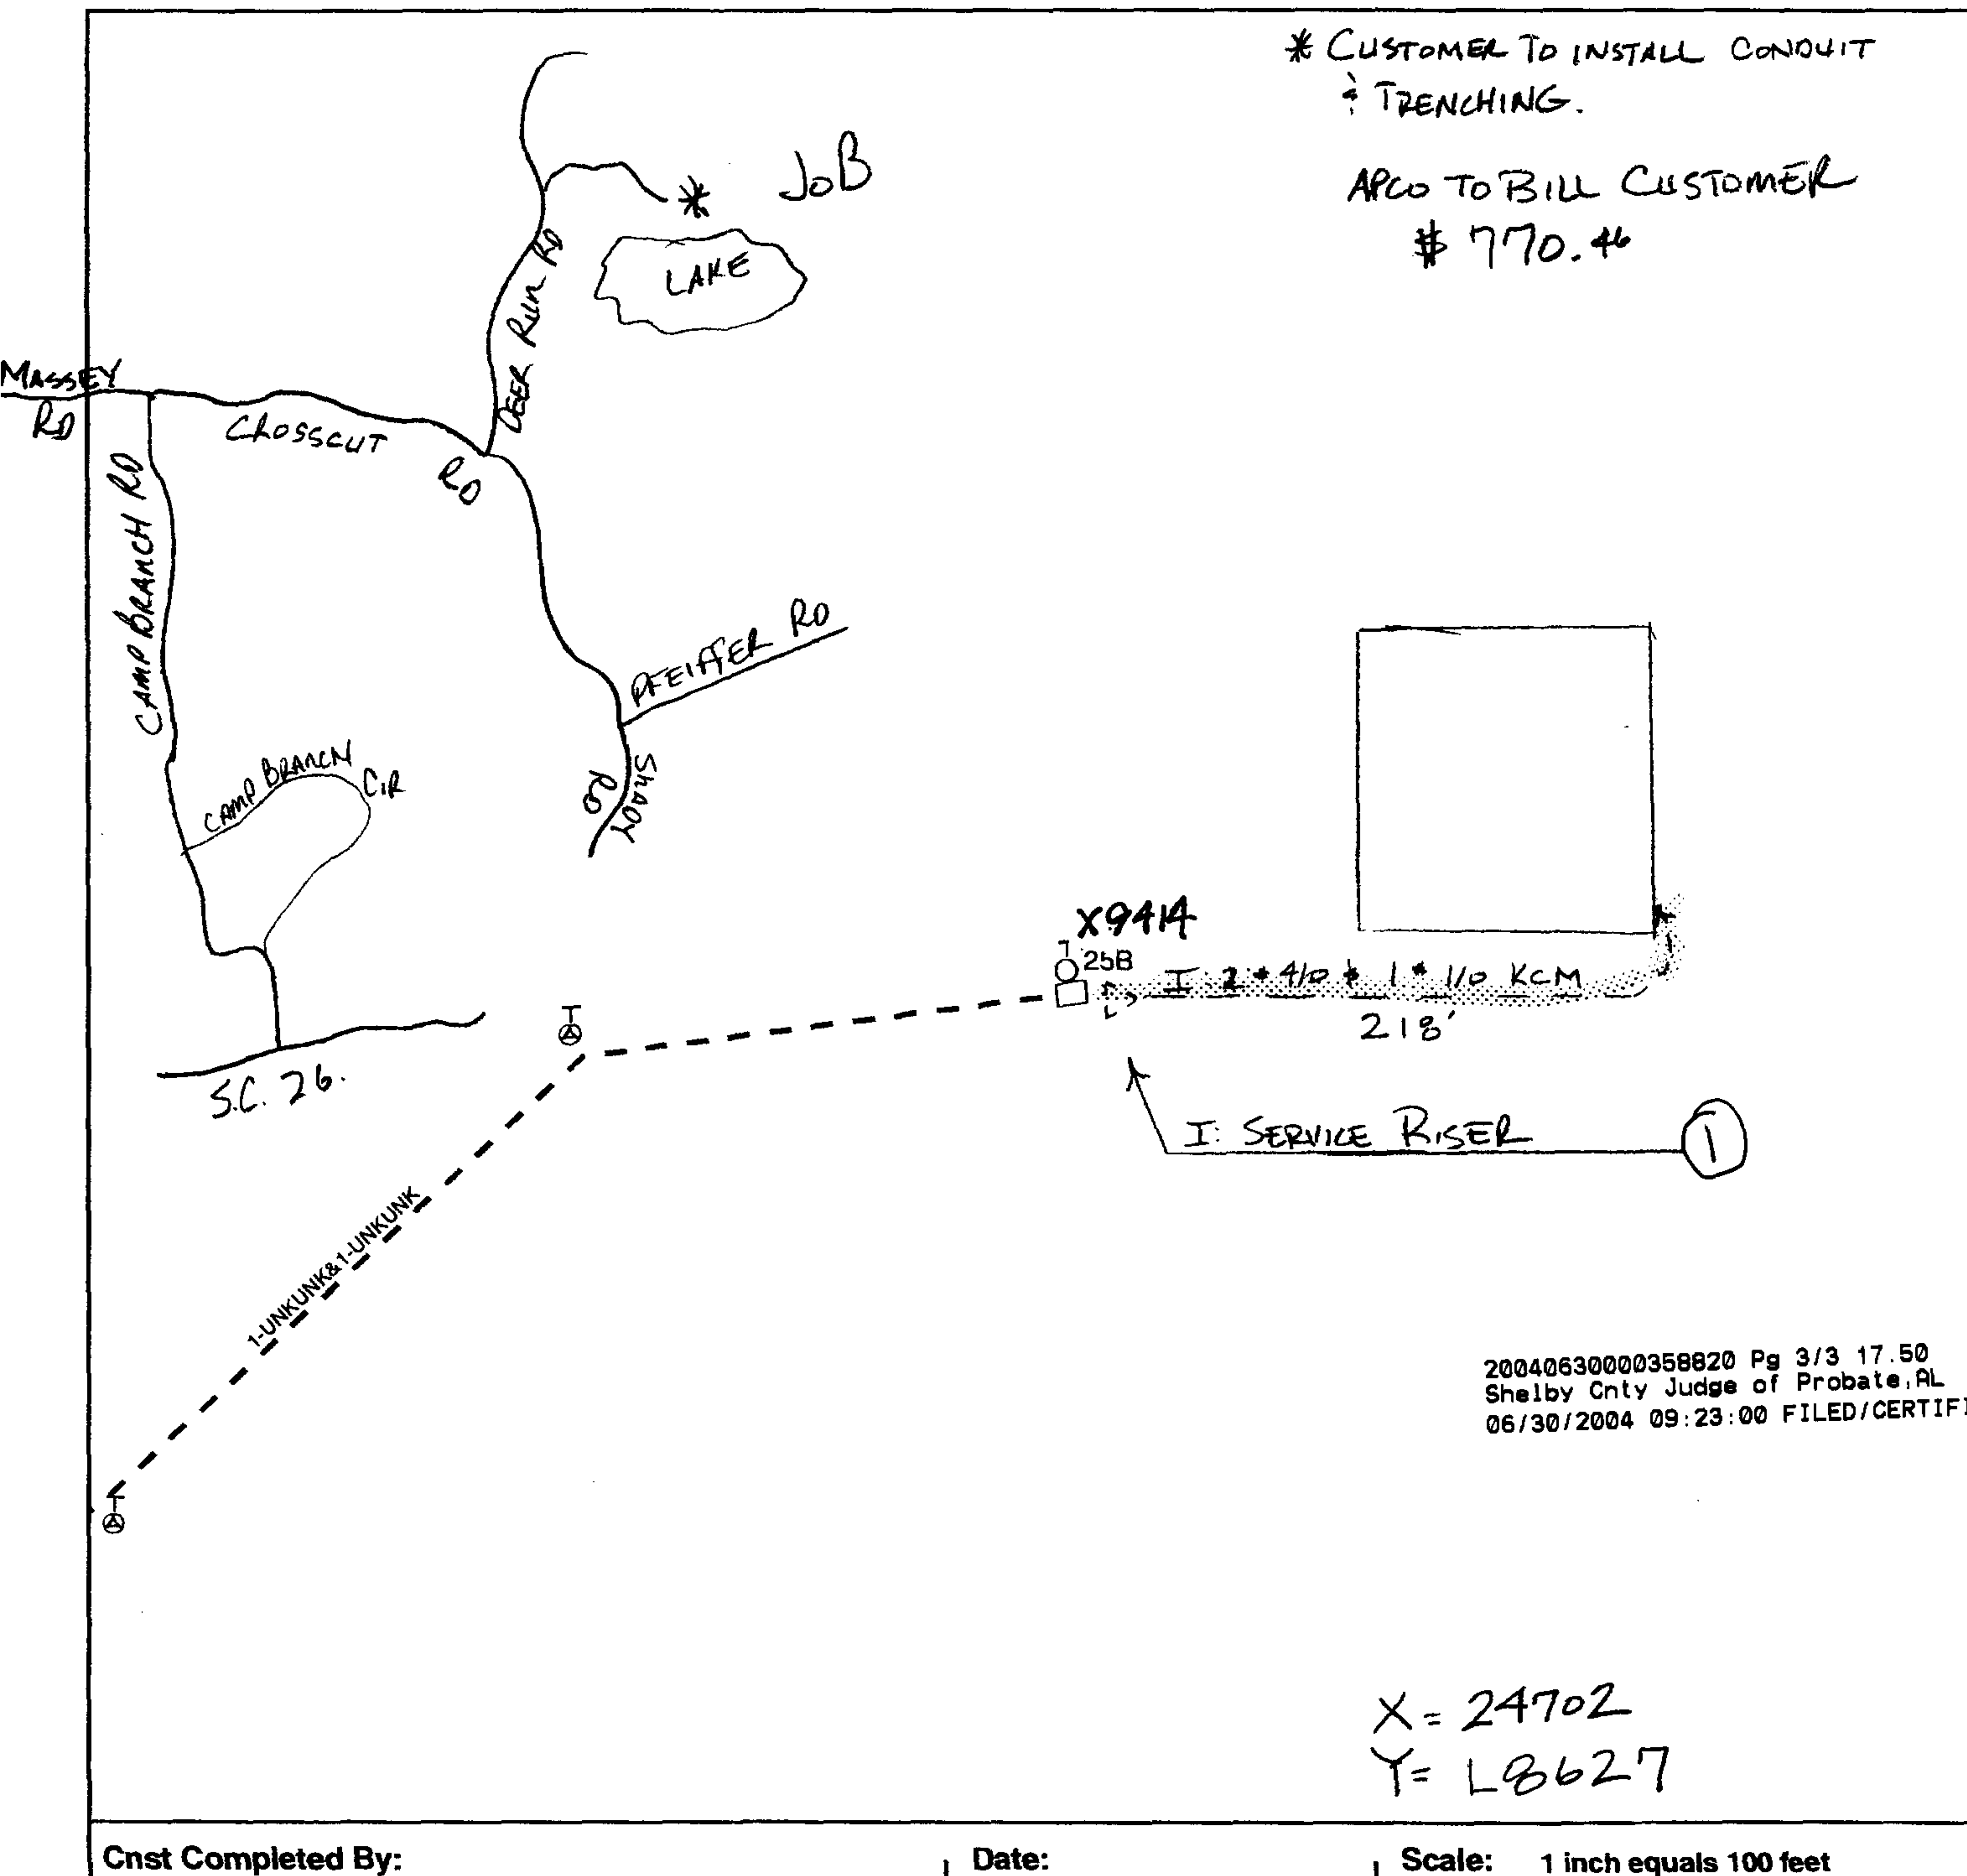 * CUSTOMER TO INSTALL CONDUIT
& TRENCHING.
APCO TO BILL CUSTOMER
$ 770.46
* JOB
LAKE
DEER RUN RD
MASSEY
RD
CROSSCUT
RD
CAMP BRANCH RD
PFEIFFER RD
SHADY
RD
CAMP BRANCH
CIR
S.C. 26.
X9414
25B
I: 2 * 4/0 & 1 * 1/0 KCM
218'
I: SERVICE RISER
1
1-UNKUNK&1-UNKUNK
20040630000358820 Pg 3/3 17.50
Shelby Cnty Judge of Probate, AL
06/30/2004 09:23:00 FILED/CERTIFI
X = 24702
Y = L8627
Cnst Completed By:
Date:
Scale: 1 inch equals 100 feet